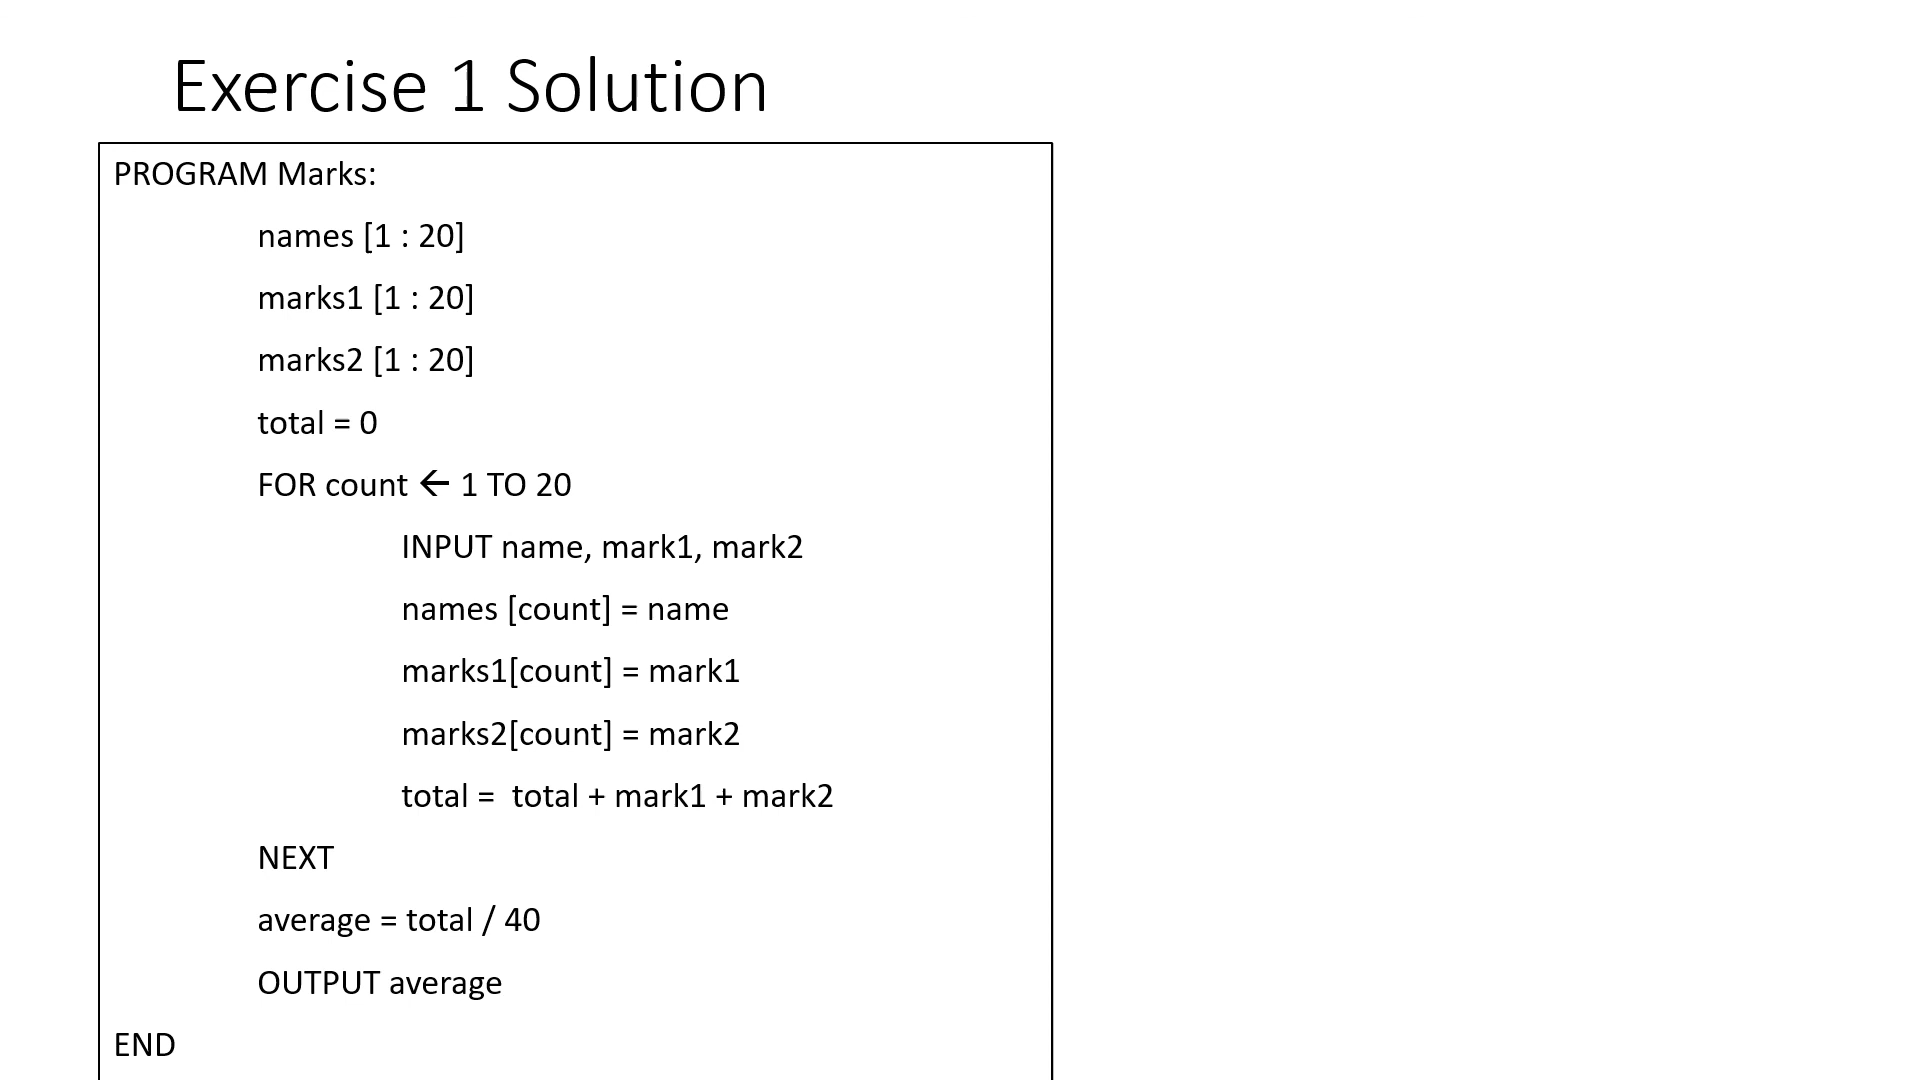 Exercise 1 Solution
PROGRAM Marks:
names [1 : 20]
marks1 [1 : 20]
marks2 [1 : 20]
total = 0
FOR count ← 1 TO 20
INPUT name, mark1, mark2
names [count] = name
marks1[count] = mark1
marks2[count] = mark2
total =  total + mark1 + mark2
NEXT
average = total / 40
OUTPUT average
END